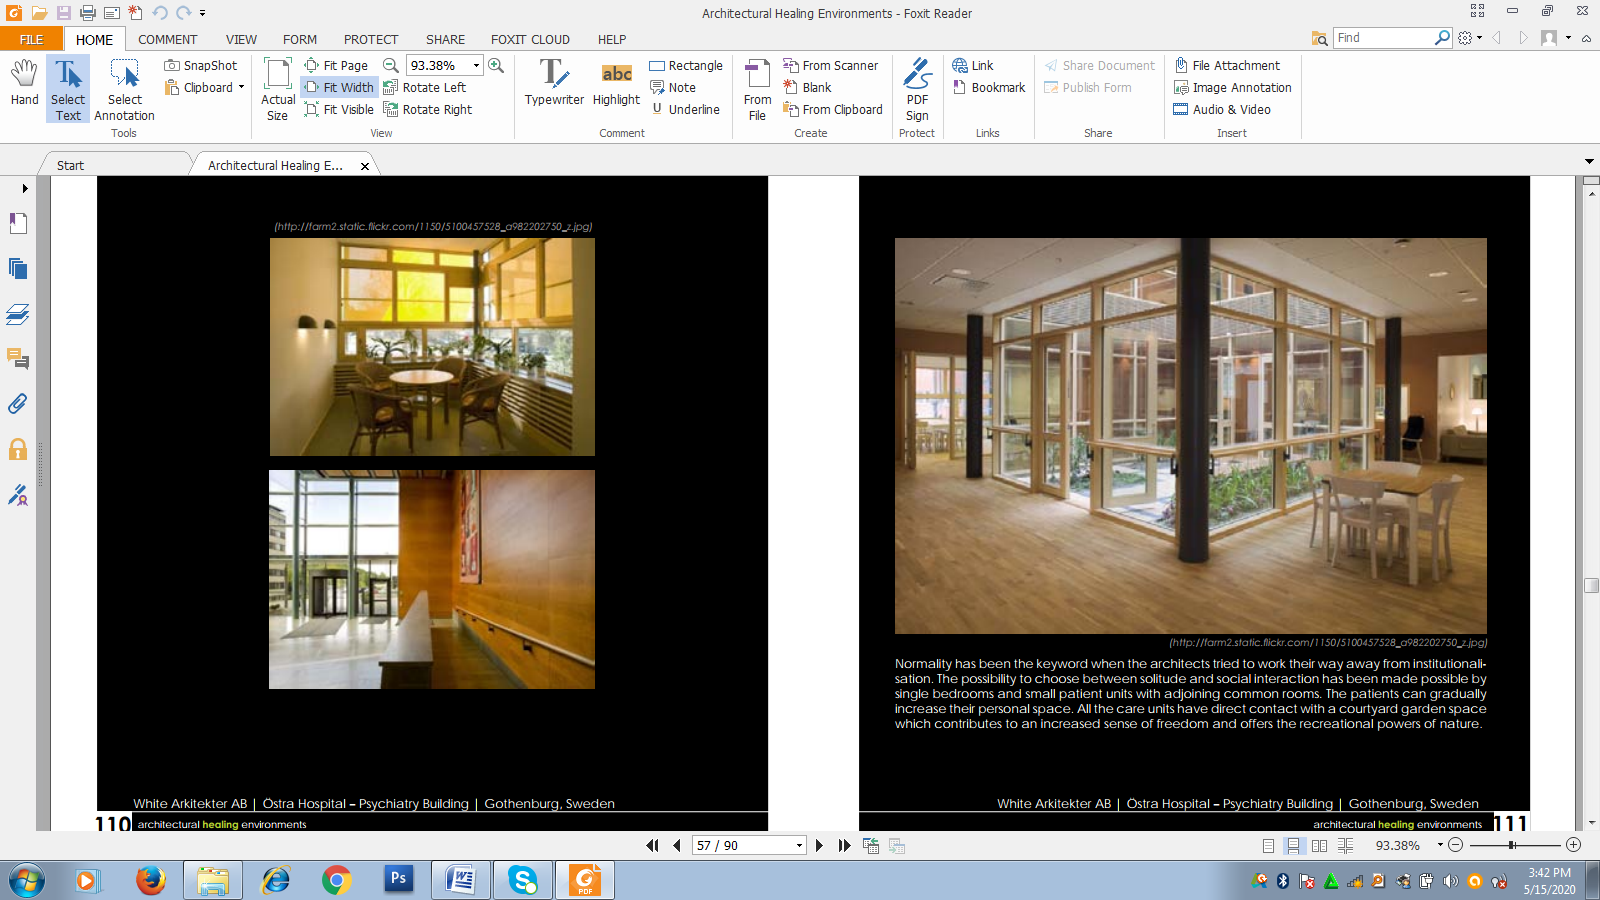 Architectural Healing Environments - Foxit Reader
FILE
HOME
COMMENT
VIEW
FORM
PROTECT
SHARE
FOXIT CLOUD
HELP
Find
Hand
Select
Text
Select
Annotation
SnapShot
Clipboard
Tools
Actual
Size
Fit Page
Fit Width
Fit Visible
93.38%
Rotate Left
Rotate Right
View
Typewriter
abc
Highlight
Rectangle
Note
U Underline
Comment
From
File
From Scanner
Blank
From Clipboard
Create
PDF
Sign
Protect
Link
Bookmark
Links
Share Document
Publish Form
Share
File Attachment
Image Annotation
Audio & Video
Insert
Start
Architectural Healing E...
(http://farm2.static.flickr.com/1150/5100457528_a982202750_z.jpg)
White Arkitekter AB | Östra Hospital – Psychiatry Building | Gothenburg, Sweden
110 architectural healing environments
(http://farm2.static.flickr.com/1150/5100457528_a982202750_z.jpg)
Normality has been the keyword when the architects tried to work their way away from institutionali-
sation. The possibility to choose between solitude and social interaction has been made possible by
single bedrooms and small patient units with adjoining common rooms. The patients can gradually
increase their personal space. All the care units have direct contact with a courtyard garden space
which contributes to an increased sense of freedom and offers the recreational powers of nature.
White Arkitekter AB | Östra Hospital – Psychiatry Building | Gothenburg, Sweden
architectural healing environments 111
57 / 90
93.38%
Ps
W
S
PDF
3:42 PM
5/15/2020